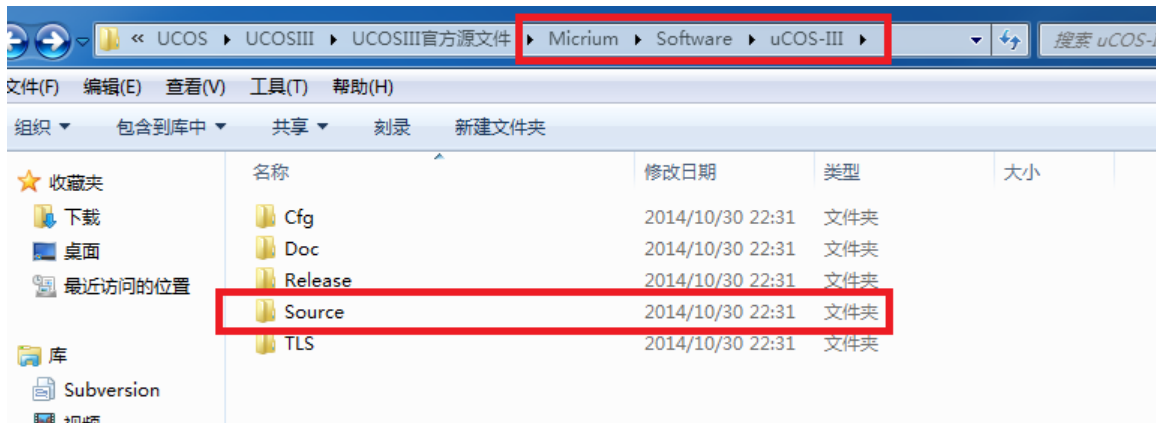 « UCOS ▸ UCOSIII ▸ UCOSIII官方源文件 ▸ Micrium ▸ Software ▸ uCOS-III ▸ 搜索 uCOS-I
文件(F) 编辑(E) 查看(V) 工具(T) 帮助(H)
组织 包含到库中 共享 刻录 新建文件夹
名称 修改日期 类型 大小
收藏夹
下载
桌面
最近访问的位置
库
Subversion
视频
Cfg 2014/10/30 22:31 文件夹
Doc 2014/10/30 22:31 文件夹
Release 2014/10/30 22:31 文件夹
Source 2014/10/30 22:31 文件夹
TLS 2014/10/30 22:31 文件夹